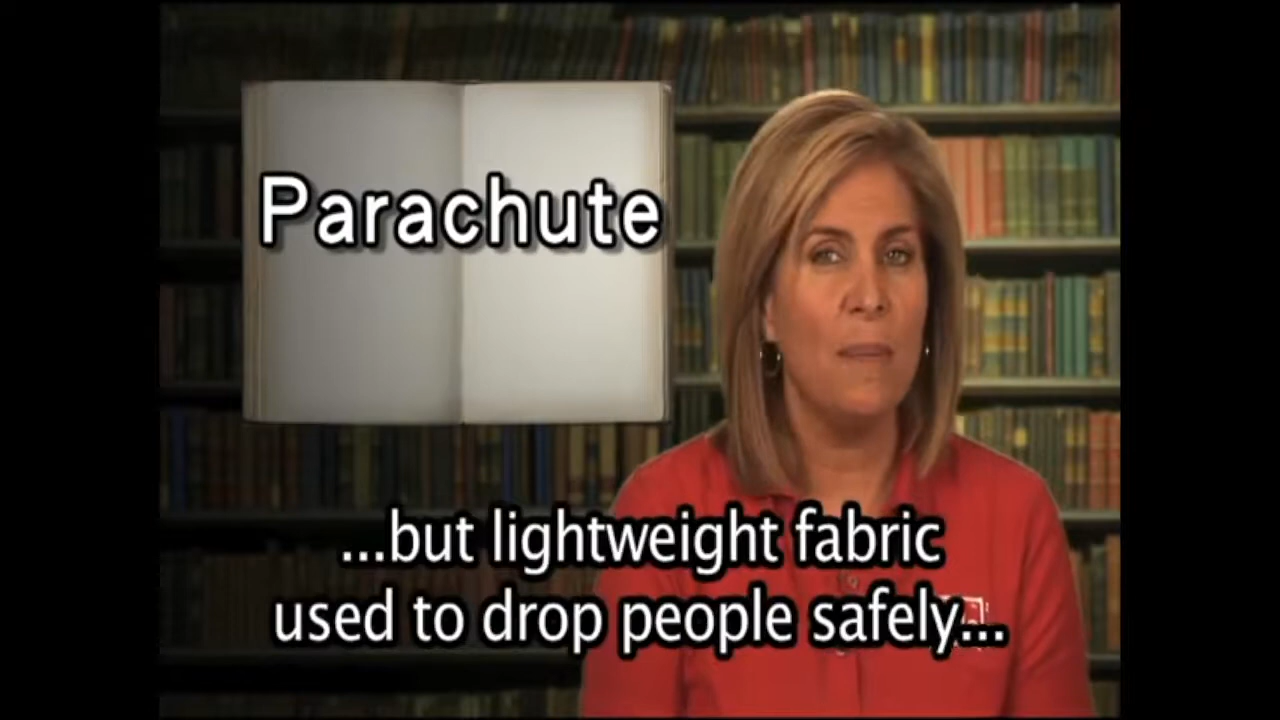 Parachute
...but lightweight fabric
used to drop people safely...